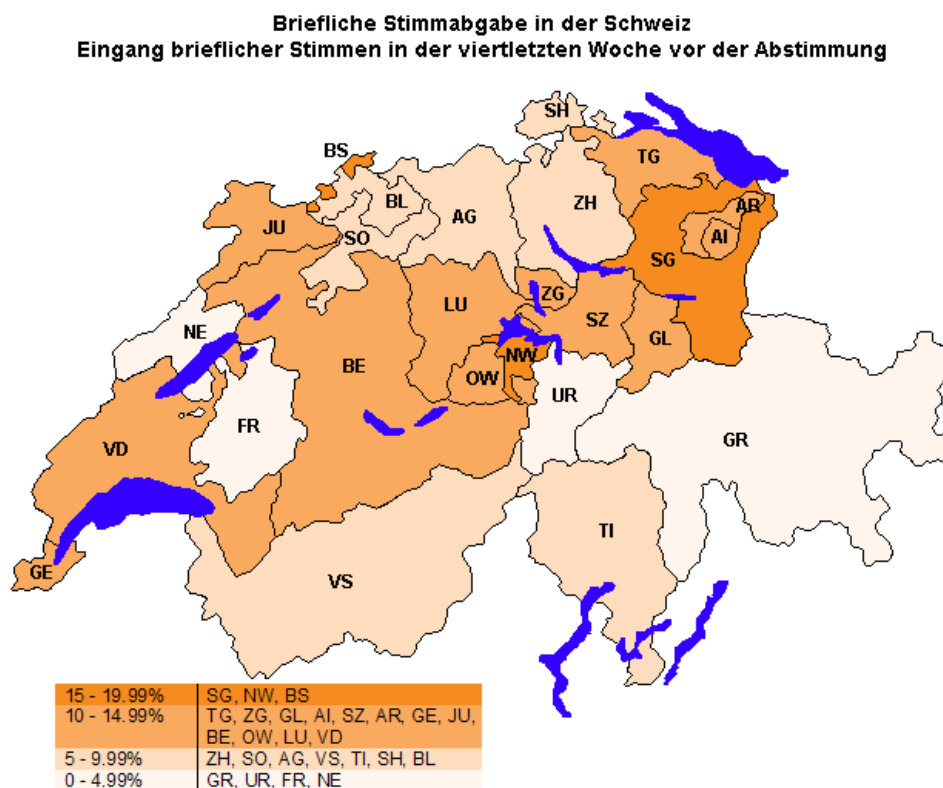 Briefliche Stimmabgabe in der Schweiz
Eingang brieflicher Stimmen in der viertletzten Woche vor der Abstimmung
SH
BS
TG
BL
ZH
AR
AG
JU
SO
AI
SG
ZG
LU
SZ
NE
GL
NW
BE
OW
UR
FR
GR
VD
TI
GE
VS
15 - 19.99% SG, NW, BS
10 - 14.99% TG, ZG, GL, AI, SZ, AR, GE, JU,
BE, OW, LU, VD
5 - 9.99% ZH, SO, AG, VS, TI, SH, BL
0 - 4.99% GR, UR, FR, NE